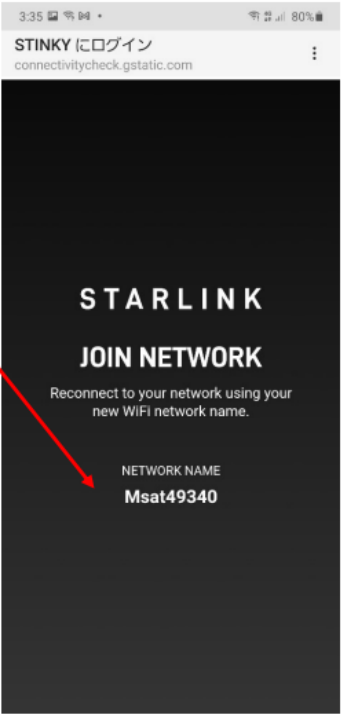 3:35
80%
STINKY にログイン
connectivitycheck.gstatic.com
STARLINK
JOIN NETWORK
Reconnect to your network using your
new WiFi network name.
NETWORK NAME
Msat49340